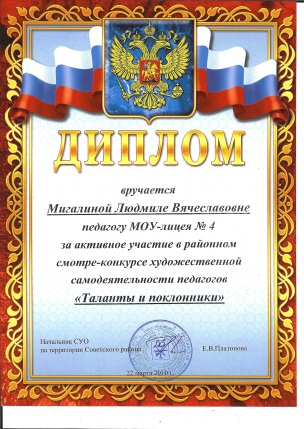 ДИПЛОМ
вручается
Мигалиной Людмиле Вячеславовне
педагогу МОУ-лицея № 4
за активное участие в районном
смотре-конкурсе художественной
самодеятельности педагогов
«Таланты и поклонники»
Начальник СУО
по территории Советского района
Е.В.Платонова
22 марта 2010 г.